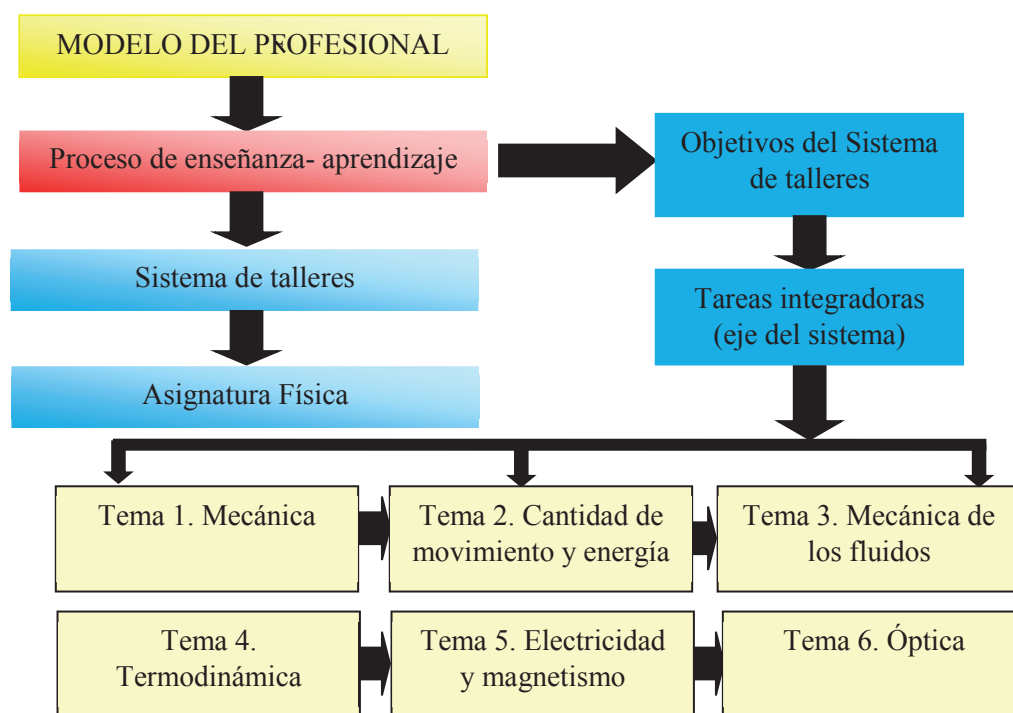 MODELO DEL PROFESIONAL
Proceso de enseñanza- aprendizaje
Sistema de talleres
Asignatura Física
Objetivos del Sistema
de talleres
Tareas integradoras
(eje del sistema)
Tema 1. Mecánica
Tema 2. Cantidad de
movimiento y energía
Tema 3. Mecánica de
los fluidos
Tema 4.
Termodinámica
Tema 5. Electricidad
y magnetismo
Tema 6. Óptica